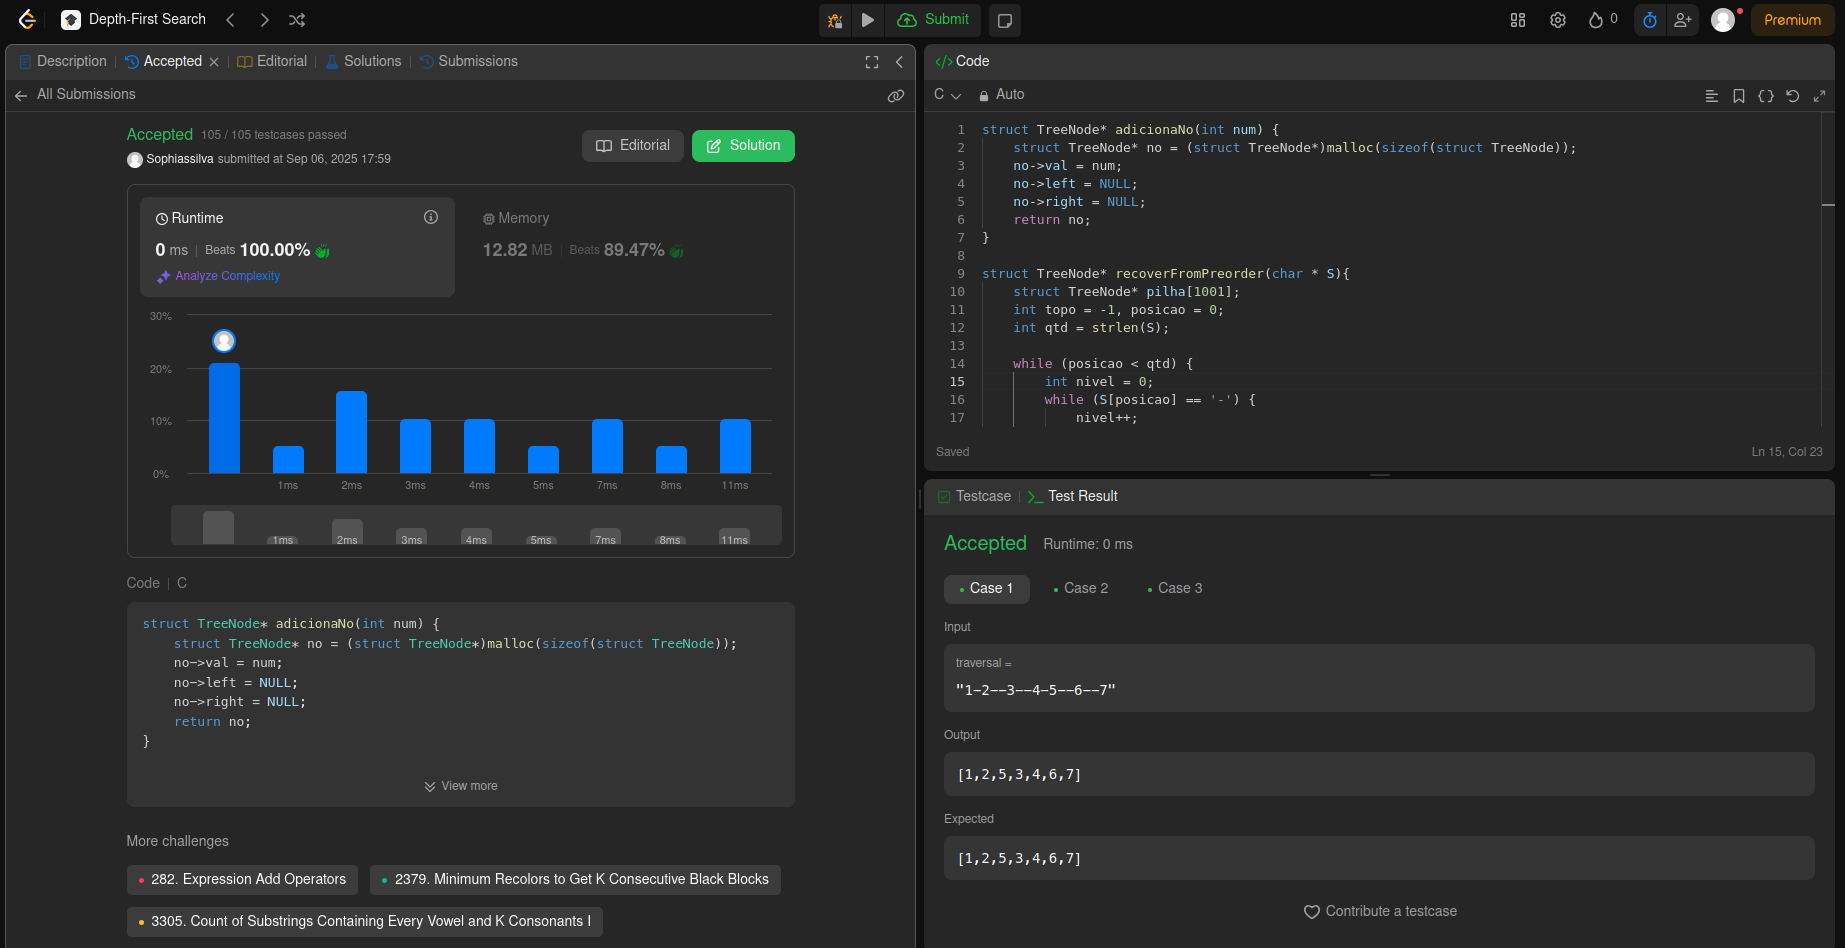 Depth-First Search
Submit
0
Premium
Description | Accepted | Editorial | Solutions | Submissions
All Submissions
Accepted 105 / 105 testcases passed
Sophiassilva submitted at Sep 06, 2025 17:59
Editorial
Solution
Runtime
0 ms | Beats 100.00%
Analyze Complexity
Memory
12.82 MB | Beats 89.47%
30%
20%
10%
0%
1ms 2ms 3ms 4ms 5ms 7ms 8ms 11ms
1ms 2ms 3ms 4ms 5ms 7ms 8ms 11ms
Code | C
struct TreeNode* adicionaNo(int num) {
    struct TreeNode* no = (struct TreeNode*)malloc(sizeof(struct TreeNode));
    no->val = num;
    no->left = NULL;
    no->right = NULL;
    return no;
}
View more
More challenges
282. Expression Add Operators
2379. Minimum Recolors to Get K Consecutive Black Blocks
3305. Count of Substrings Containing Every Vowel and K Consonants I
</> Code
C Auto
1 struct TreeNode* adicionaNo(int num) {
2     struct TreeNode* no = (struct TreeNode*)malloc(sizeof(struct TreeNode));
3     no->val = num;
4     no->left = NULL;
5     no->right = NULL;
6     return no;
7 }
8
9 struct TreeNode* recoverFromPreorder(char * S){
10     struct TreeNode* pilha[1001];
11     int topo = -1, posicao = 0;
12     int qtd = strlen(S);
13
14     while (posicao < qtd) {
15         int nivel = 0;
16         while (S[posicao] == '-') {
17             nivel++;
Saved
Ln 15, Col 23
Testcase | Test Result
Accepted Runtime: 0 ms
Case 1
Case 2
Case 3
Input
traversal =
"1-2--3--4-5--6--7"
Output
[1,2,5,3,4,6,7]
Expected
[1,2,5,3,4,6,7]
Contribute a testcase